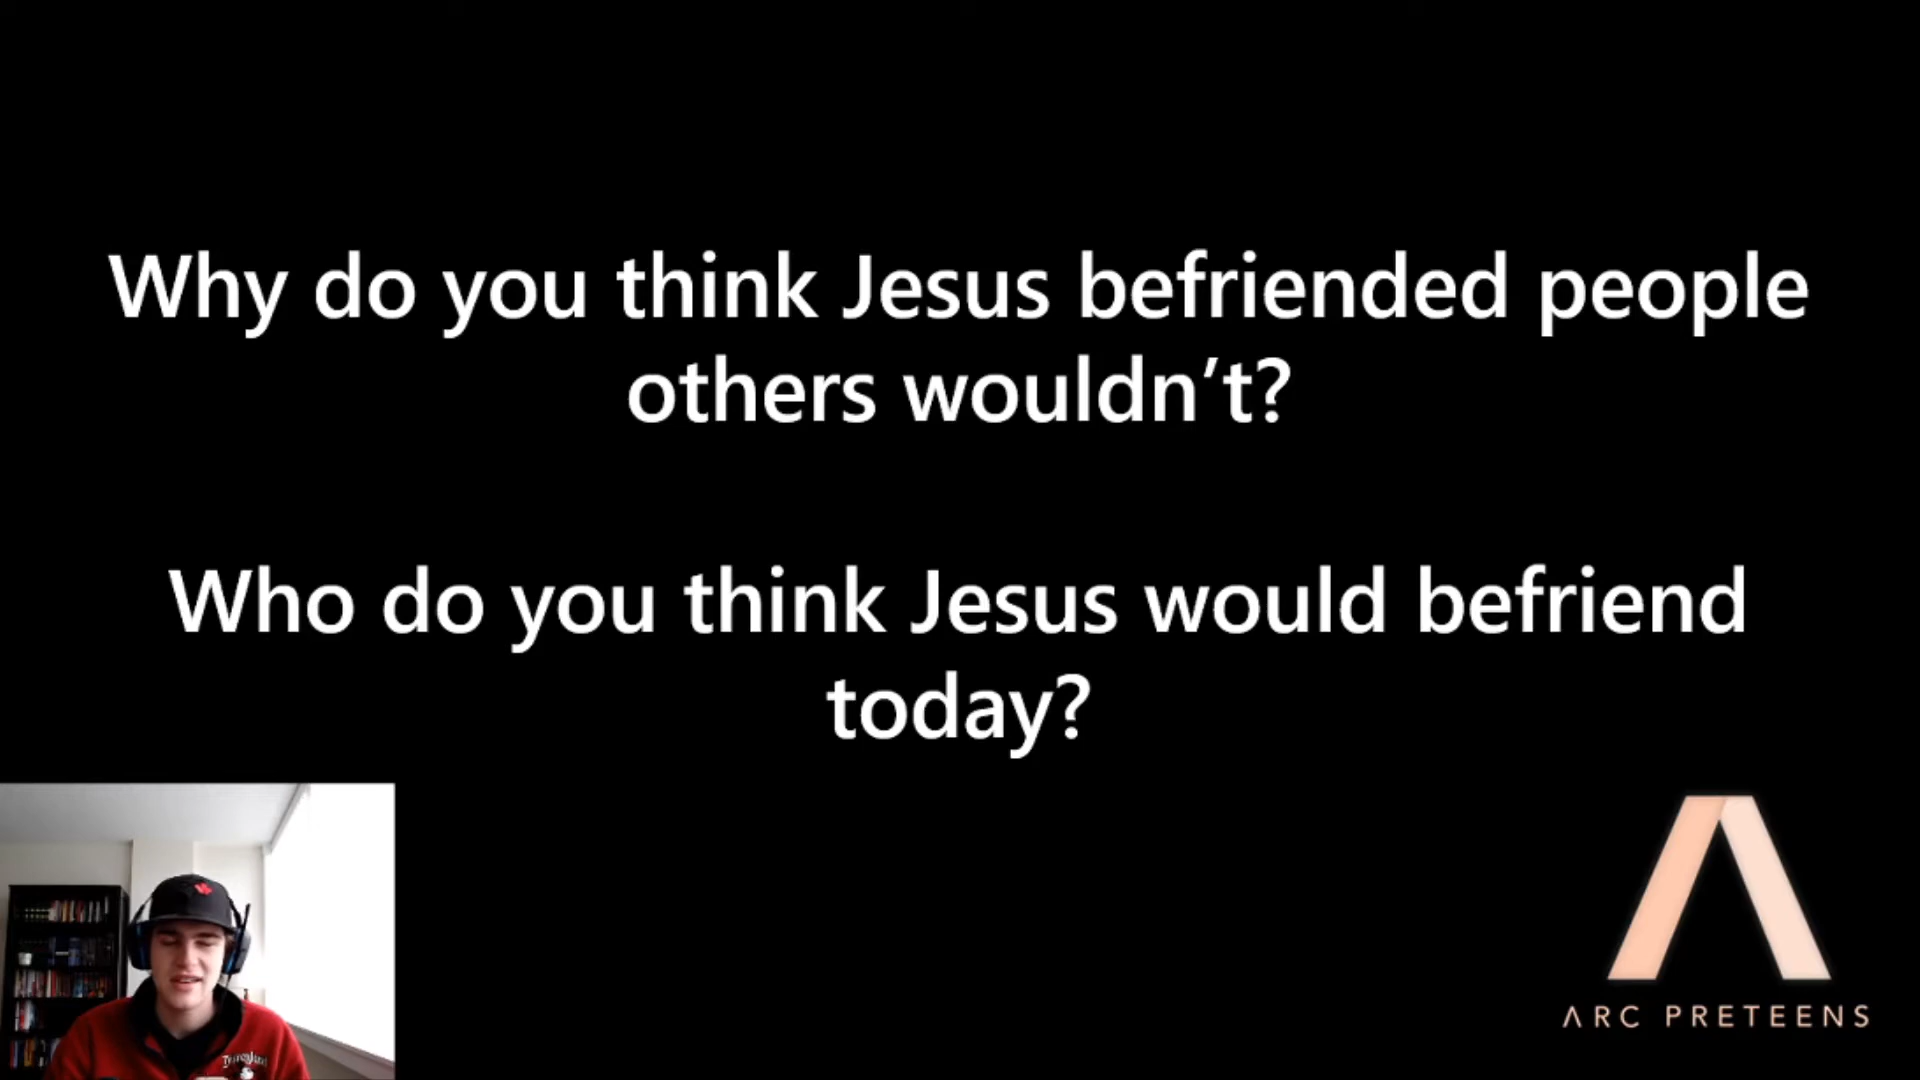 Why do you think Jesus befriended people
others wouldn’t?
Who do you think Jesus would befriend
today?
Disneyland
ARC PRETEENS